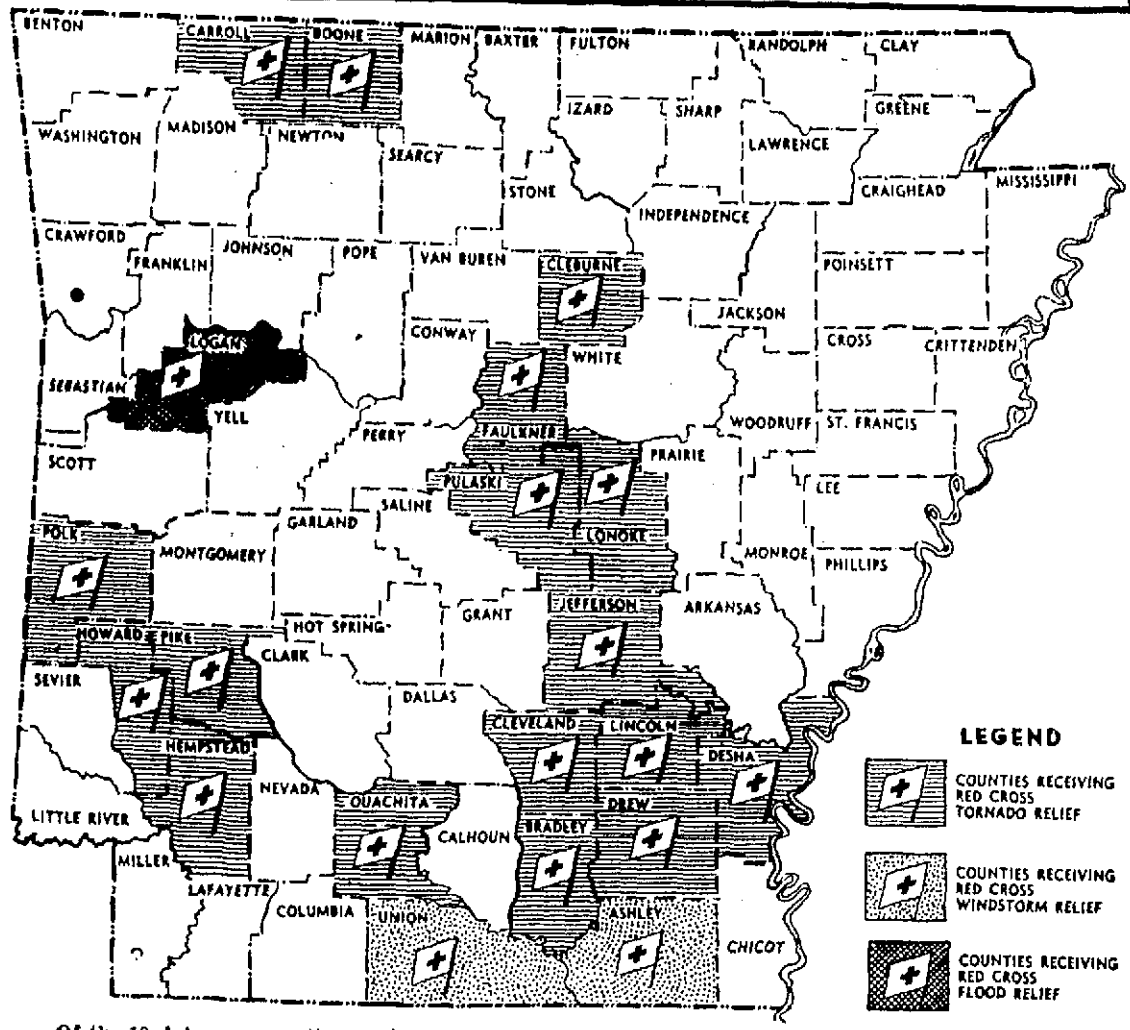 BENTON
CARROLL
BOONE
MARION
BAXTER
FULTON
RANDOLPH
CLAY
IZARD
SHARP
GREENE
WASHINGTON
MADISON
NEWTON
SEARCY
LAWRENCE
STONE
CRAIGHEAD
MISSISSIPPI
INDEPENDENCE
CRAWFORD
FRANKLIN
JOHNSON
POPE
VAN BUREN
CLEBURNE
POINSETT
JACKSON
LOGAN
CONWAY
WHITE
CROSS
CRITTENDEN
SEBASTIAN
YELL
FAULKNER
WOODRUFF
ST. FRANCIS
SCOTT
PERRY
PRAIRIE
PULASKI
LEE
SALINE
GARLAND
LONOKE
POLK
MONTGOMERY
MONROE
PHILLIPS
HOT SPRING
GRANT
JEFFERSON
ARKANSAS
HOWARD
PIKE
CLARK
SEVIER
DALLAS
CLEVELAND
LINCOLN
DESHA
HEMPSTEAD
NEVADA
OUACHITA
DREW
LITTLE RIVER
CALHOUN
BRADLEY
MILLER
LAFAYETTE
COLUMBIA
UNION
ASHLEY
CHICOT
LEGEND
COUNTIES RECEIVING
RED CROSS
TORNADO RELIEF
COUNTIES RECEIVING
RED CROSS
WINDSTORM RELIEF
COUNTIES RECEIVING
RED CROSS
FLOOD RELIEF